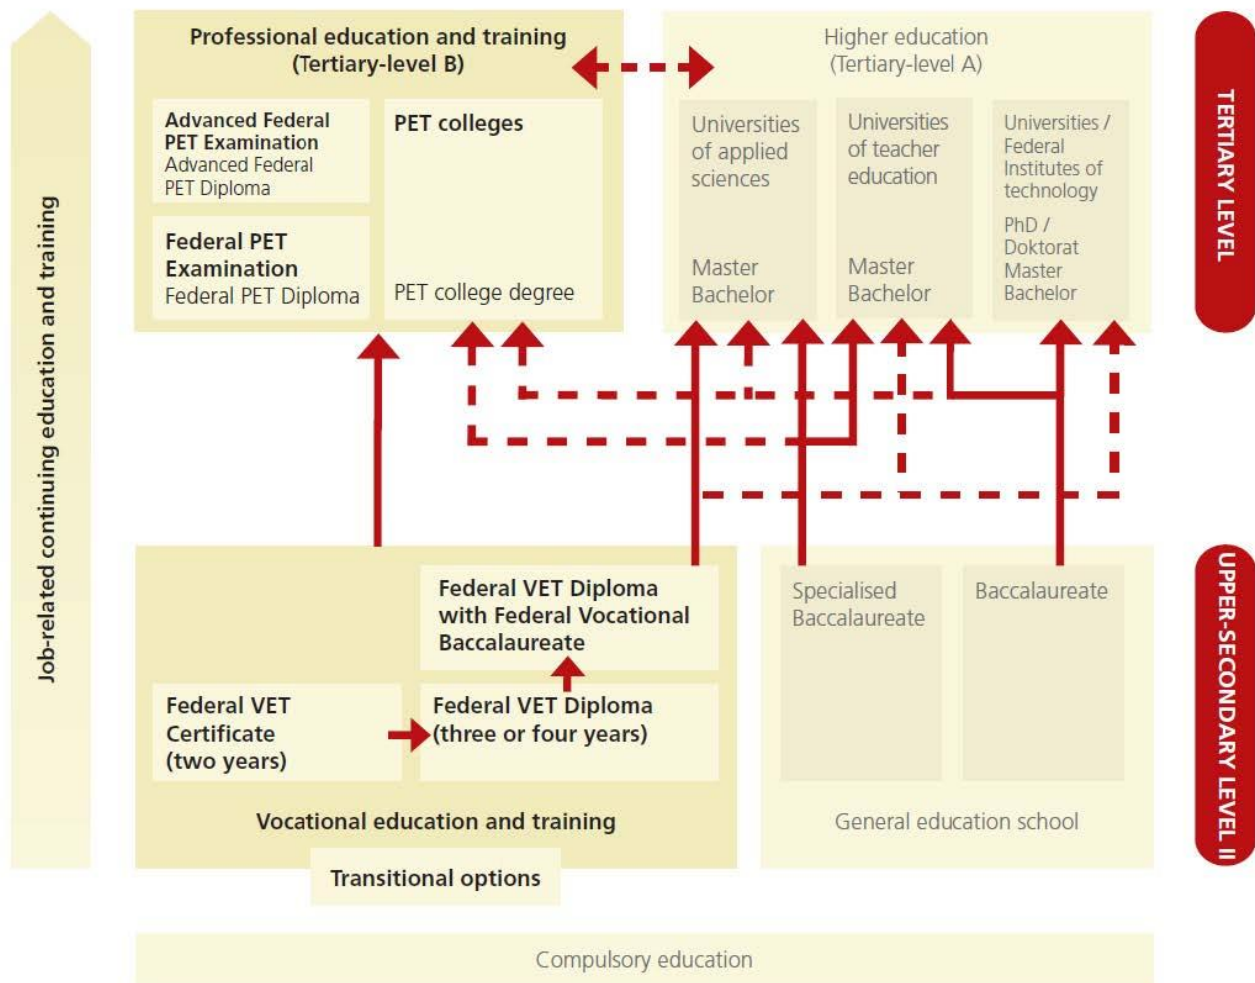 Job-related continuing education and training
Professional education and training
(Tertiary-level B)
Advanced Federal
PET Examination
Advanced Federal
PET Diploma
Federal PET
Examination
Federal PET Diploma
PET colleges
PET college degree
Higher education
(Tertiary-level A)
Universities
of applied
sciences
Master
Bachelor
Universities
of teacher
education
Master
Bachelor
Universities /
Federal
Institutes of
technology
PhD /
Doktorat
Master
Bachelor
TERTIARY LEVEL
Federal VET Diploma
with Federal Vocational
Baccalaureate
Federal VET
Certificate
(two years)
Federal VET Diploma
(three or four years)
Vocational education and training
Transitional options
Specialised
Baccalaureate
Baccalaureate
General education school
UPPER-SECONDARY LEVEL II
Compulsory education